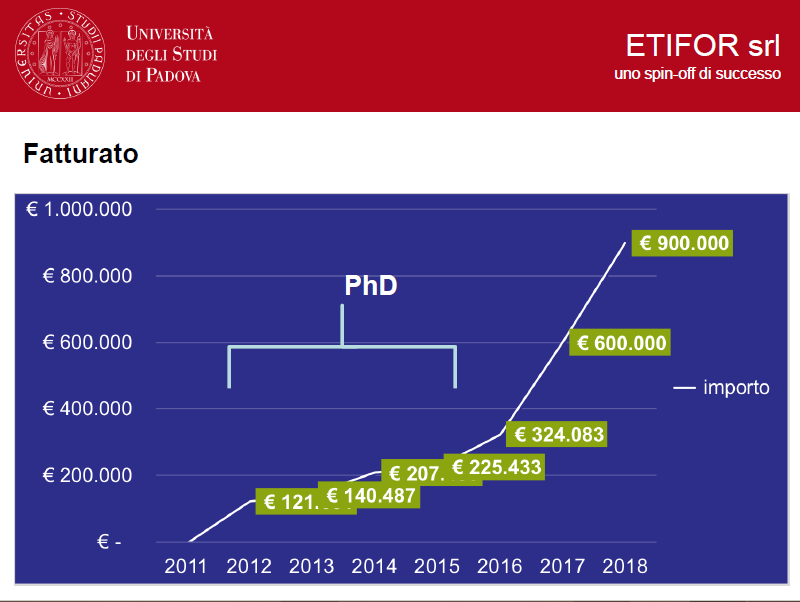 UNIVERSITÀ
DEGLI STUDI
DI PADOVA
ETIFOR srl
uno spin-off di successo
Fatturato
€ 1.000.000
€ 800.000
€ 600.000
€ 400.000
€ 200.000
€ -
PhD
€ 900.000
€ 600.000
€ 324.083
€ 225.433
€ 207.
€ 140.487
€ 121.
importo
2011 2012 2013 2014 2015 2016 2017 2018